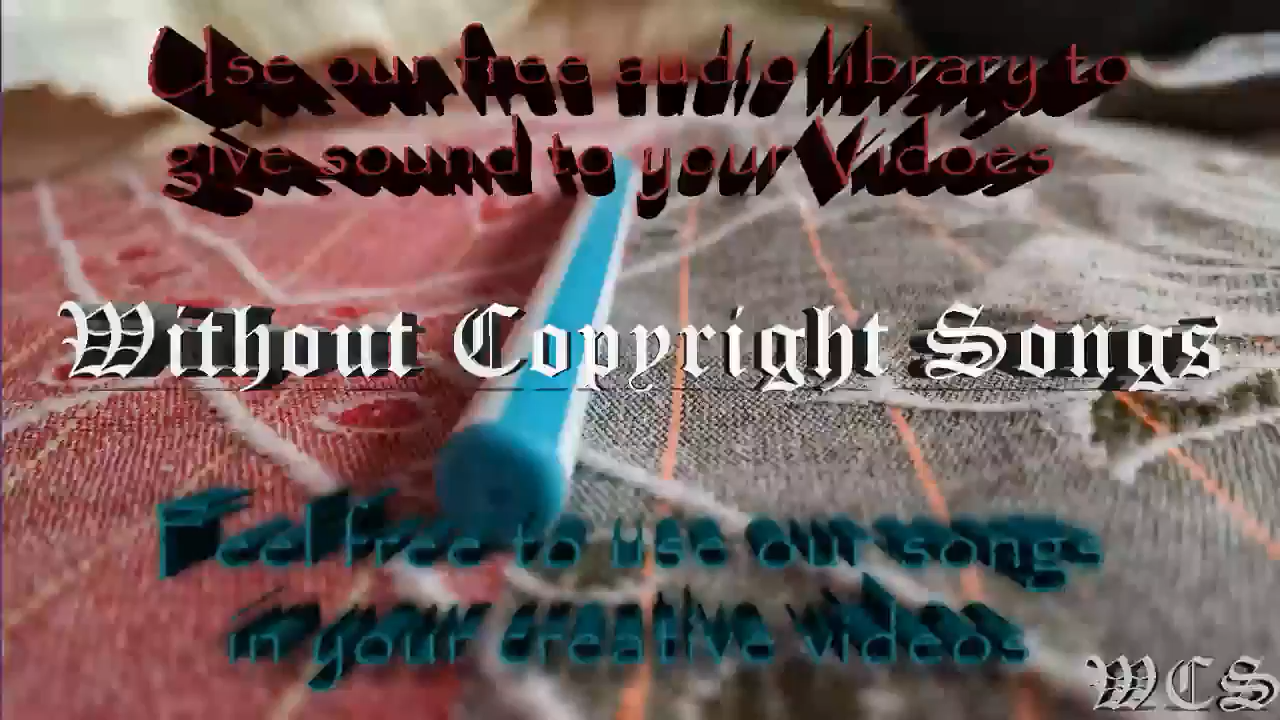 Use our free audio library to
give sound to your Vidoes
Without Copyright Songs
Feel free to use our songs
in your creative videos
WCS